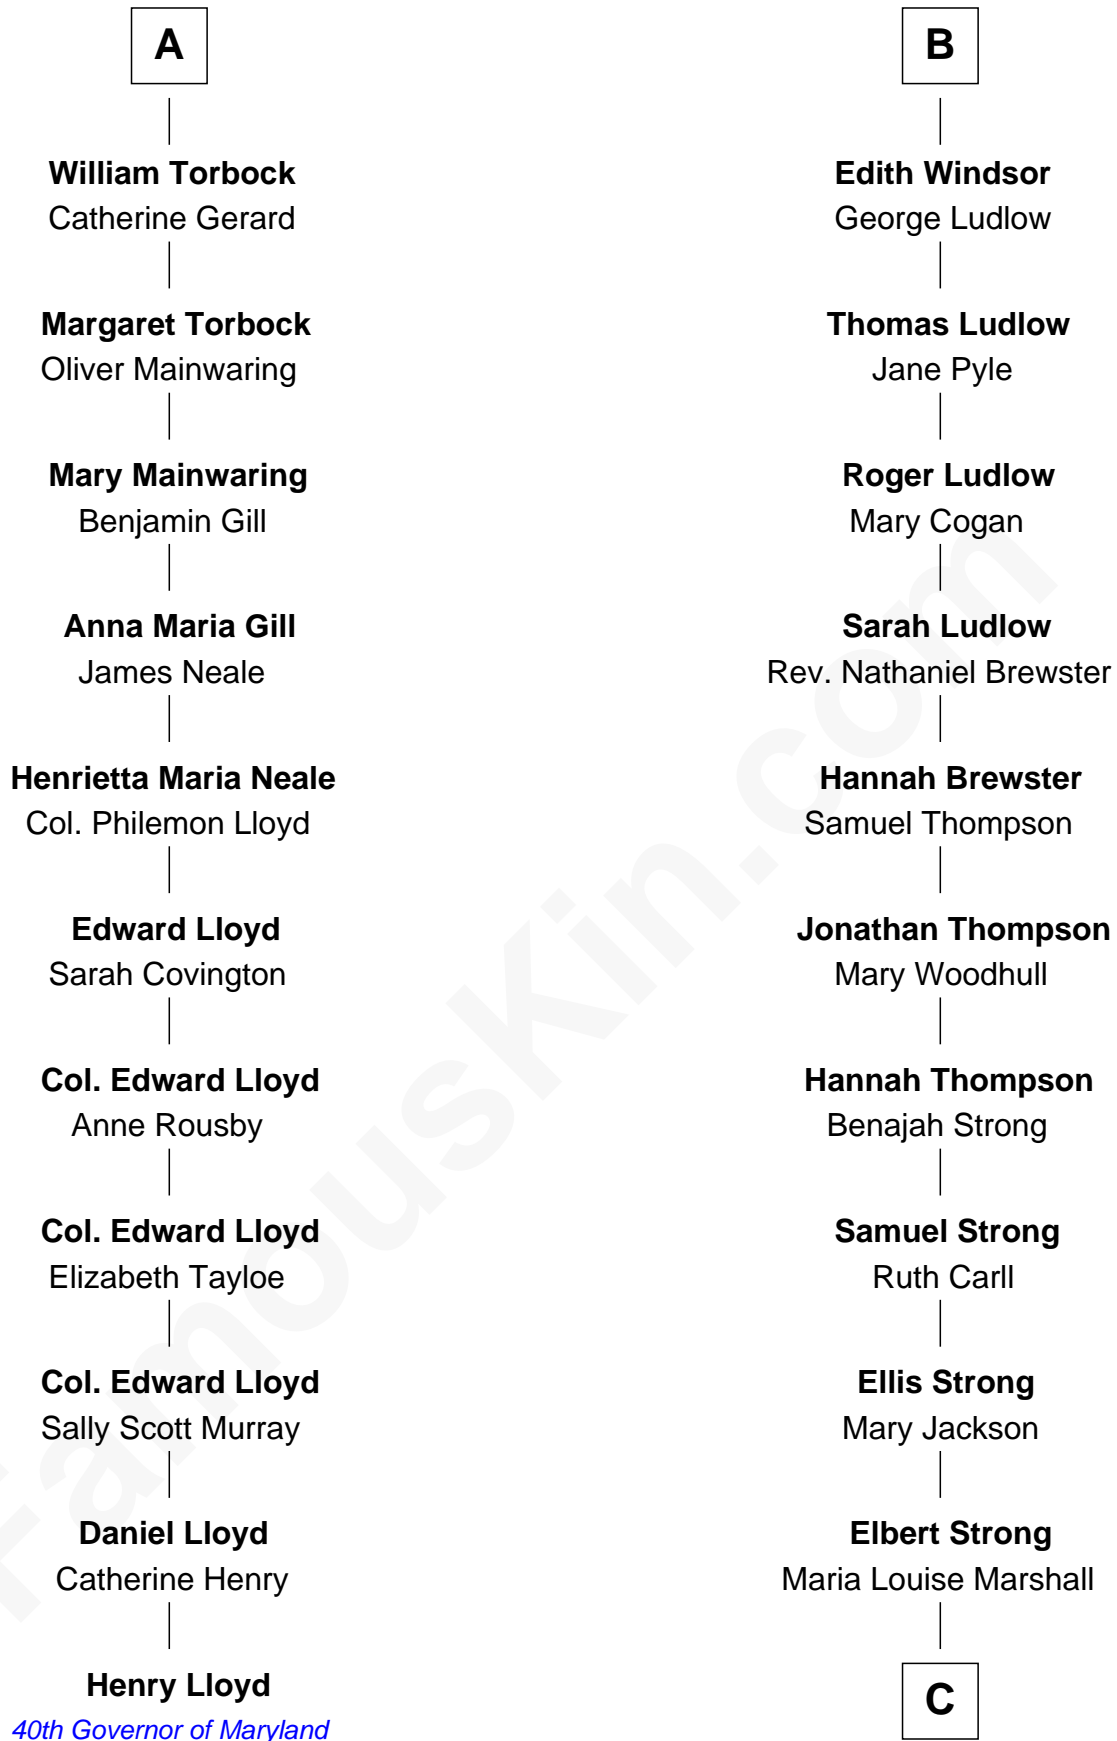 A
William Torbock
Catherine Gerard
Margaret Torbock
Oliver Mainwaring
Mary Mainwaring
Benjamin Gill
Anna Maria Gill
James Neale
Henrietta Maria Neale
Col. Philemon Lloyd
Edward Lloyd
Sarah Covington
Col. Edward Lloyd
Anne Rousby
Col. Edward Lloyd
Elizabeth Tayloe
Col. Edward Lloyd
Sally Scott Murray
Daniel Lloyd
Catherine Henry
Henry Lloyd
40th Governor of Maryland
B
Edith Windsor
George Ludlow
Thomas Ludlow
Jane Pyle
Roger Ludlow
Mary Cogan
Sarah Ludlow
Rev. Nathaniel Brewster
Hannah Brewster
Samuel Thompson
Jonathan Thompson
Mary Woodhull
Hannah Thompson
Benajah Strong
Samuel Strong
Ruth Carll
Ellis Strong
Mary Jackson
Elbert Strong
Maria Louise Marshall
C
FamousKin.com